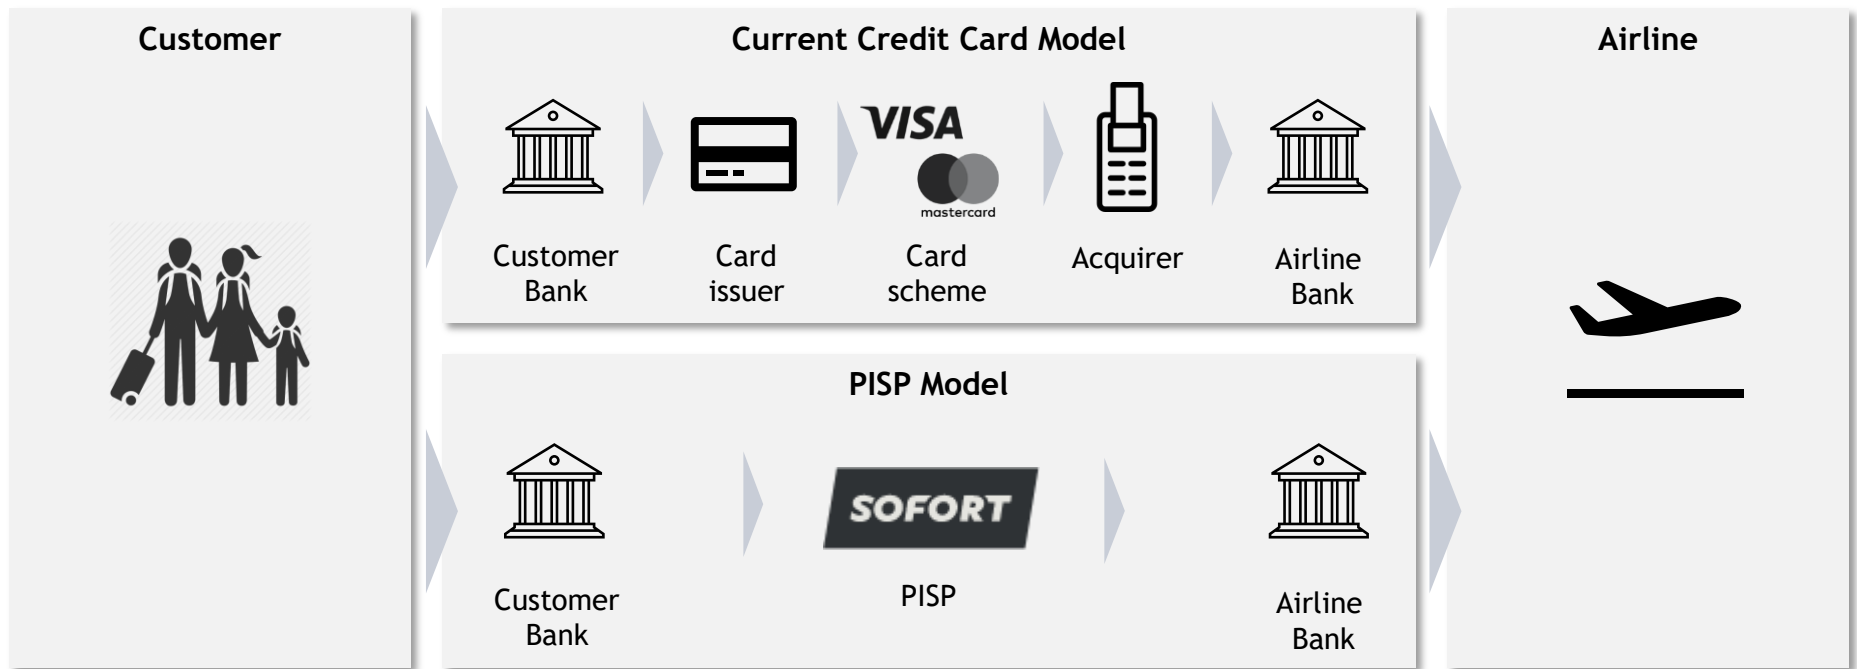 Customer
Current Credit Card Model
Airline
VISA
mastercard
Customer
Bank
Card
issuer
Card
scheme
Acquirer
Airline
Bank
PISP Model
SOFORT
Customer
Bank
PISP
Airline
Bank